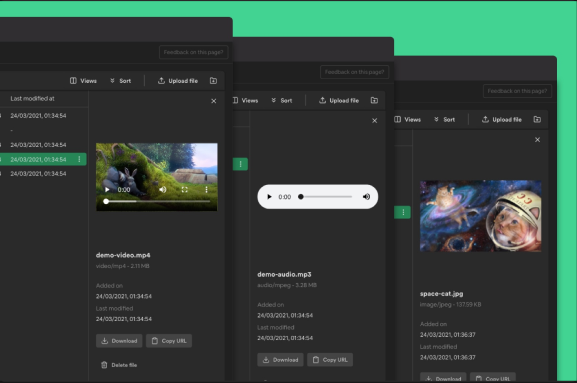 Feedback on this page?
Views
Sort
Upload file
Last modified at
24/03/2021, 01:34:54
-
24/03/2021, 01:34:54
24/03/2021, 01:34:54
24/03/2021, 01:34:54
0:00
demo-video.mp4
video/mp4 - 2.11 MB
Added on
24/03/2021, 01:34:54
Last modified
24/03/2021, 01:34:54
Download
Copy URL
Delete file
Feedback on this page?
Views
Sort
Upload file
0:00
demo-audio.mp3
audio/mpeg - 5.28 MB
Added on
24/03/2021, 01:34:54
Last modified
24/03/2021, 01:34:54
Download
Copy URL
Feedback on this page?
Views
Sort
Upload file
space-cat.jpg
image/jpeg - 137.59 KB
Added on
24/03/2021, 01:36:37
Last modified
24/03/2021, 01:36:37
Download
Copy URL